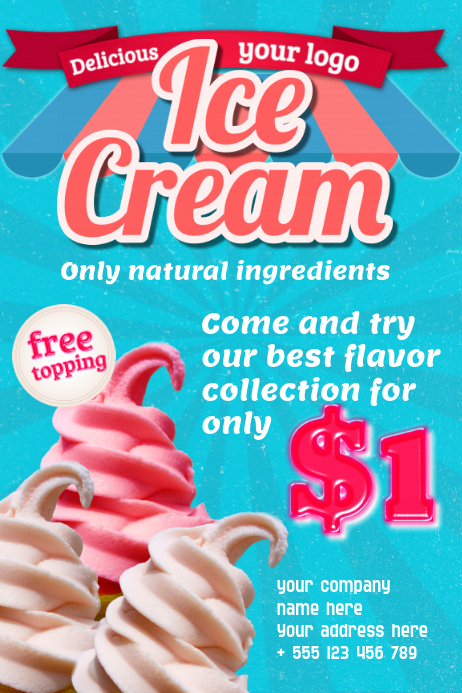 Delicious your logo
Ice
Cream
Only natural ingredients
free
topping
Come and try
our best flavor
collection for
only
$1
your company
name here
Your address here
+ 555 123 456 789